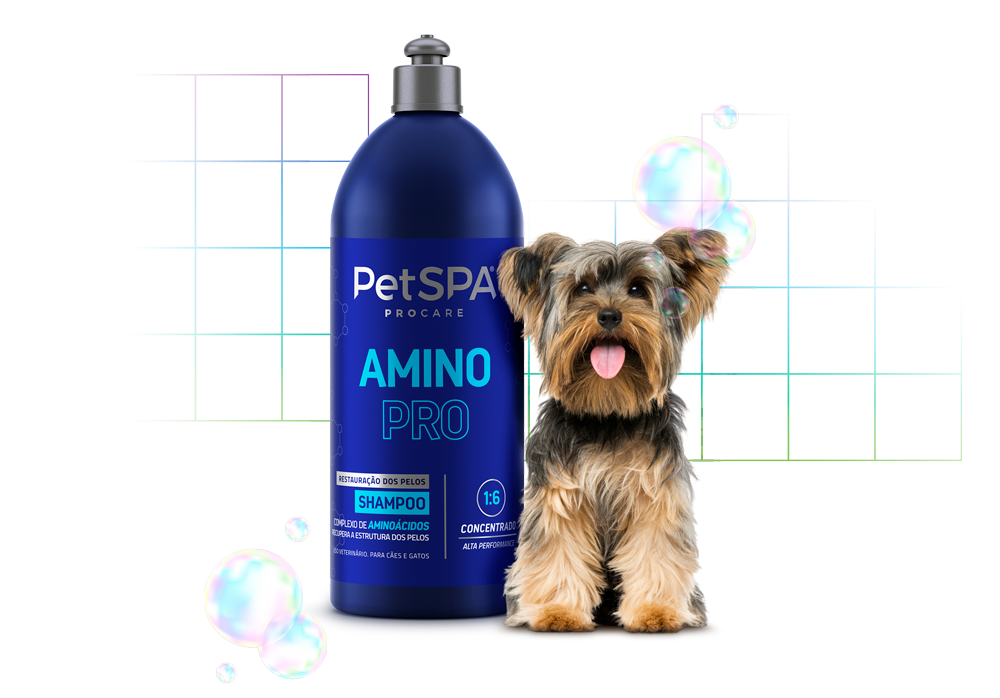 PetSPA®
PROCARE
AMINO
PRO
RESTAURAÇÃO DOS PELOS
SHAMPOO
COMPLEXO DE AMINOÁCIDOS
RECUPERA A ESTRUTURA DOS PELOS
USO VETERINÁRIO. PARA CÃES E GATOS
1:6
CONCENTRADO
ALTA PERFORMANCE